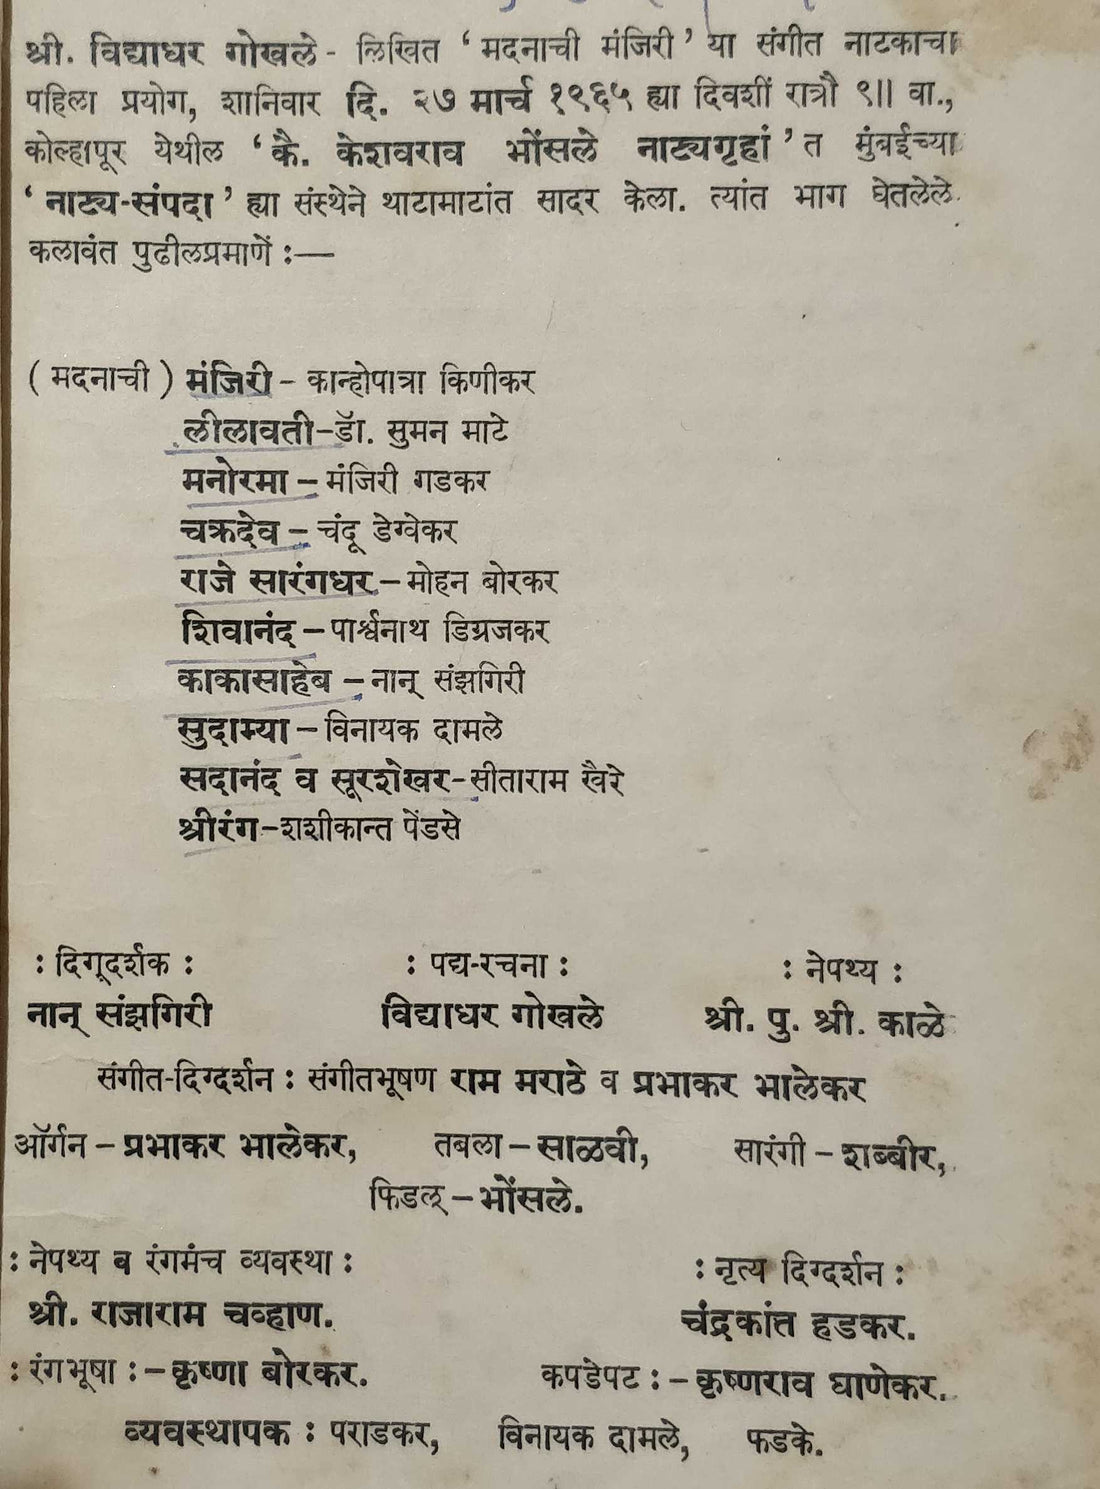 श्री. विद्याधर गोखले - लिखित ‘ मदनाची मंजिरी ’ या संगीत नाटकाचा
पहिला प्रयोग, शनिवार दि. २७ मार्च १९६५ ह्या दिवशीं रात्रौ ९॥ वा.,
कोल्हापूर येथील ‘ कै. केशवराव भोंसले नाट्यगृहां ’ त मुंबईच्या
‘ नाट्य-संपदा ’ ह्या संस्थेने थाटामाटांत सादर केला. त्यांत भाग घेतलेले
कलावंत पुढीलप्रमाणें :—
( मदनाची ) मंजिरी - कान्होपात्रा किणीकर
लीलावती-डॉ. सुमन माटे
मनोरमा - मंजिरी गडकर
चक्रदेव - चंदू डेग्वेकर
राजे सारंगधर - मोहन बोरकर
शिवानंद - पार्श्वनाथ डिग्रजकर
काकासाहेब - नानू संझगिरी
सुदाम्या - विनायक दामले
सदानंद व सूरशेखर-सीताराम खैरे
श्रीरंग-शशीकान्त पेंडसे
: दिग्दर्शक : : पद्य-रचना : : नेपथ्य :
नानू संझगिरी विद्याधर गोखले श्री. पु. श्री. काळे
संगीत-दिग्दर्शन : संगीतभूषण राम मराठे व प्रभाकर भालेकर
ऑर्गन - प्रभाकर भालेकर, तबला - साळवी, सारंगी - शब्बीर,
फिडल् - भोंसले.
: नेपथ्य व रंगमंच व्यवस्था : : नृत्य दिग्दर्शन :
श्री. राजाराम चव्हाण. चंद्रकांत हडकर.
: रंगभूषा : - कृष्णा बोरकर. कपडेपट : - कृष्णराव घाणेकर.
व्यवस्थापक : पराडकर, विनायक दामले, फडके.